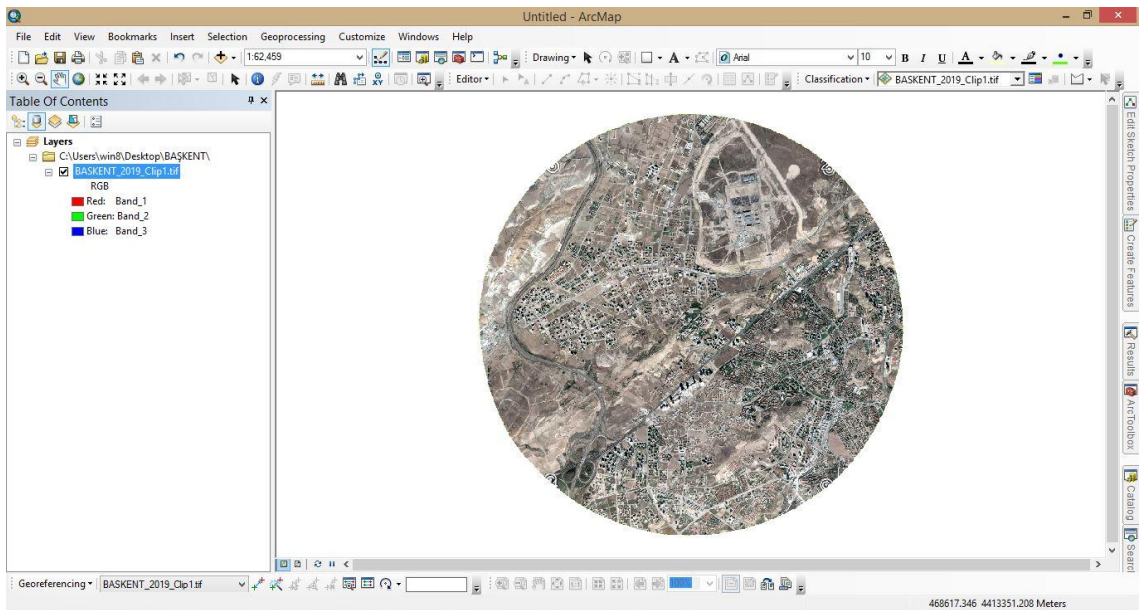 Untitled - ArcMap
File Edit View Bookmarks Insert Selection Geoprocessing Customize Windows Help
1:62,459 Drawing A Arial 10 B I U A
Editor Classification BASKENT_2019_Clip1.tif
Table Of Contents
Layers
C:\Users\win8\Desktop\BAŞKENT\
BASKENT_2019_Clip1.tif
RGB
Red: Band_1
Green: Band_2
Blue: Band_3
Edit Sketch Properties
Create Features
Results
ArcToolbox
Catalog
Search
Georeferencing BASKENT_2019_Clip1.tif 100%
468617.346 4413351.208 Meters